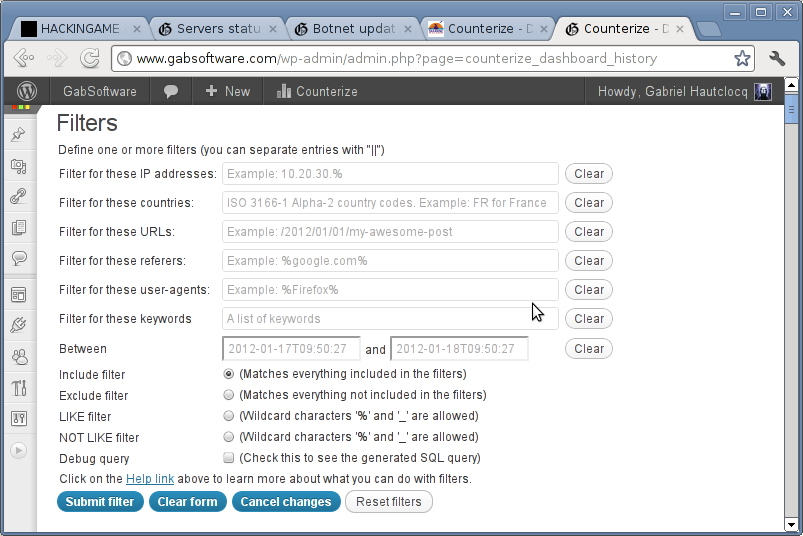 HACKINGAME
Servers statu
Botnet updat
Counterize - D
Counterize - D
www.gabsoftware.com/wp-admin/admin.php?page=counterize_dashboard_history
GabSoftware + New Counterize Howdy, Gabriel Hautclocq
Filters
Define one or more filters (you can separate entries with "||")
Filter for these IP addresses: Example: 10.20.30.% Clear
Filter for these countries: ISO 3166-1 Alpha-2 country codes. Example: FR for France Clear
Filter for these URLs: Example: /2012/01/01/my-awesome-post Clear
Filter for these referers: Example: %google.com% Clear
Filter for these user-agents: Example: %Firefox% Clear
Filter for these keywords A list of keywords Clear
Between 2012-01-17T09:50:27 and 2012-01-18T09:50:27 Clear
Include filter (Matches everything included in the filters)
Exclude filter (Matches everything not included in the filters)
LIKE filter (Wildcard characters '%' and '_' are allowed)
NOT LIKE filter (Wildcard characters '%' and '_' are allowed)
Debug query (Check this to see the generated SQL query)
Click on the Help link above to learn more about what you can do with filters.
Submit filter Clear form Cancel changes Reset filters